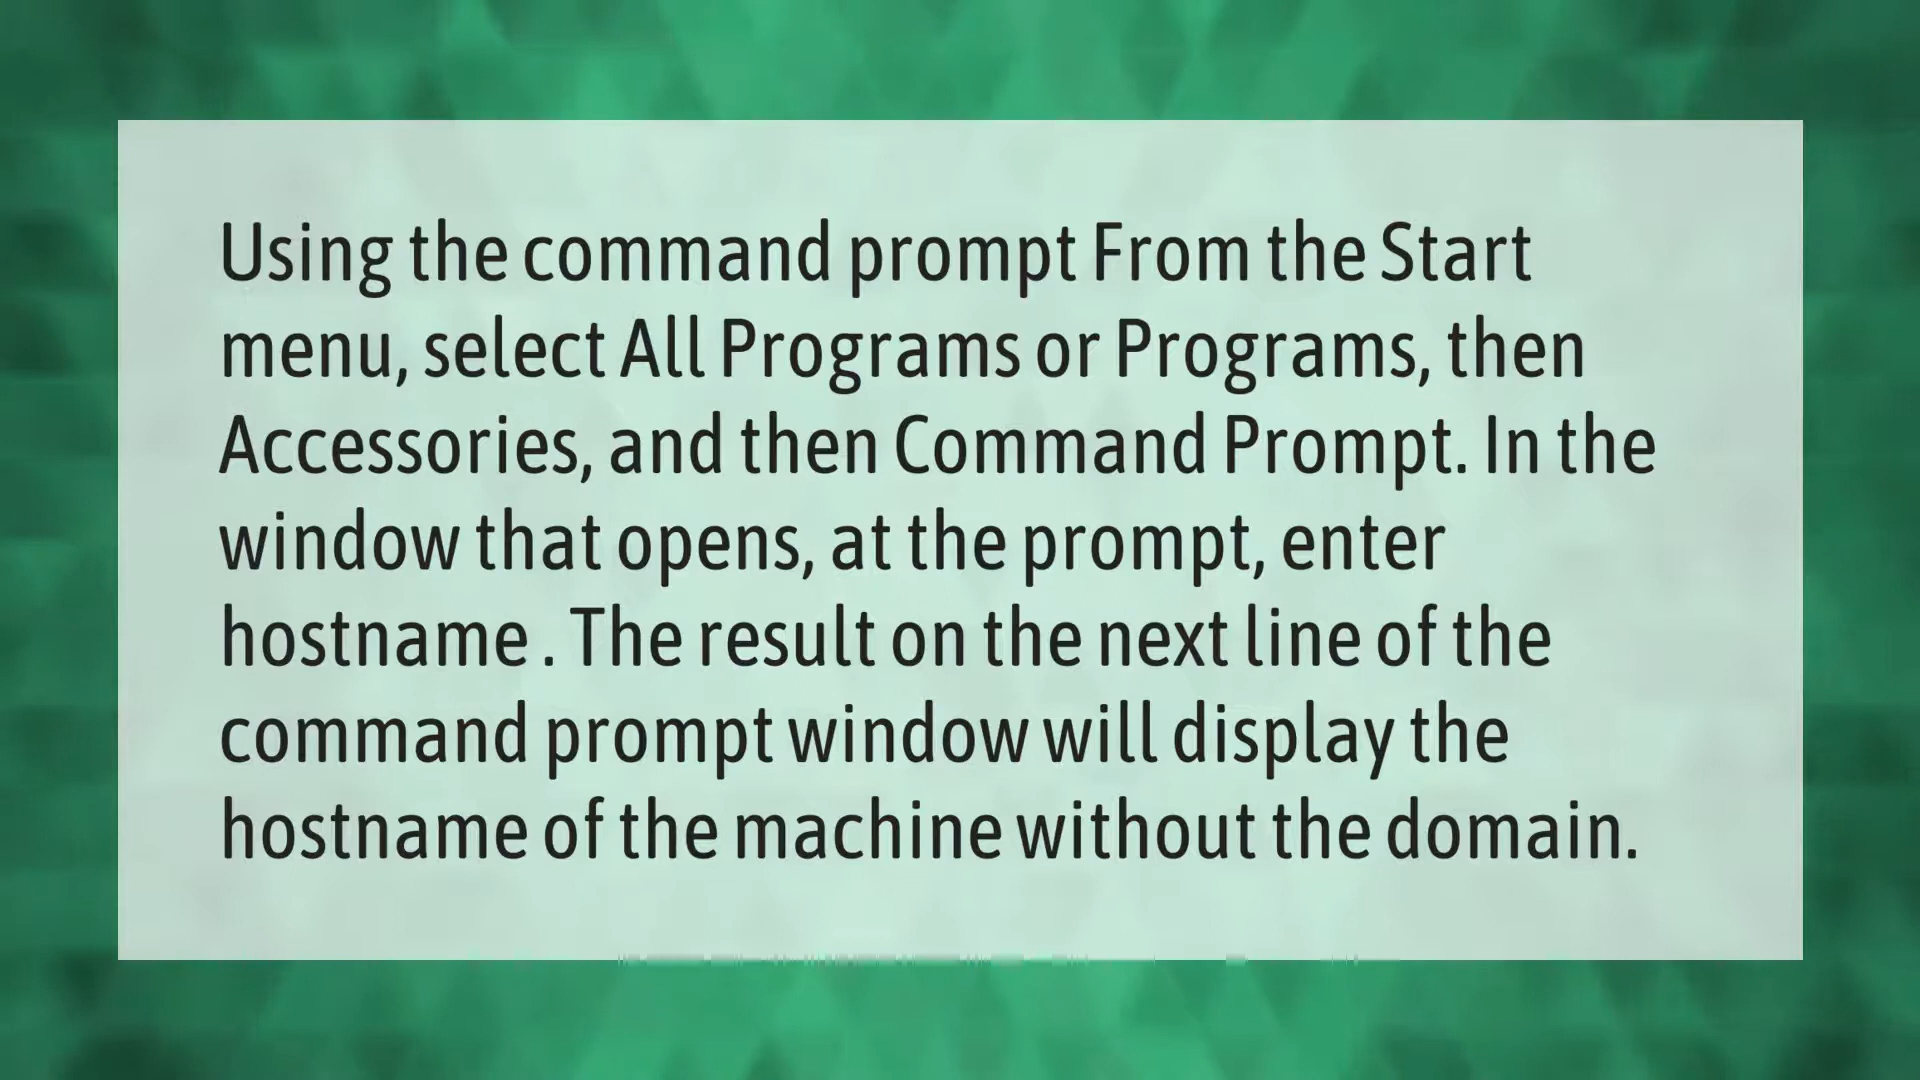 Using the command prompt From the Start
menu, select All Programs or Programs, then
Accessories, and then Command Prompt. In the
window that opens, at the prompt, enter
hostname . The result on the next line of the
command prompt window will display the
hostname of the machine without the domain.